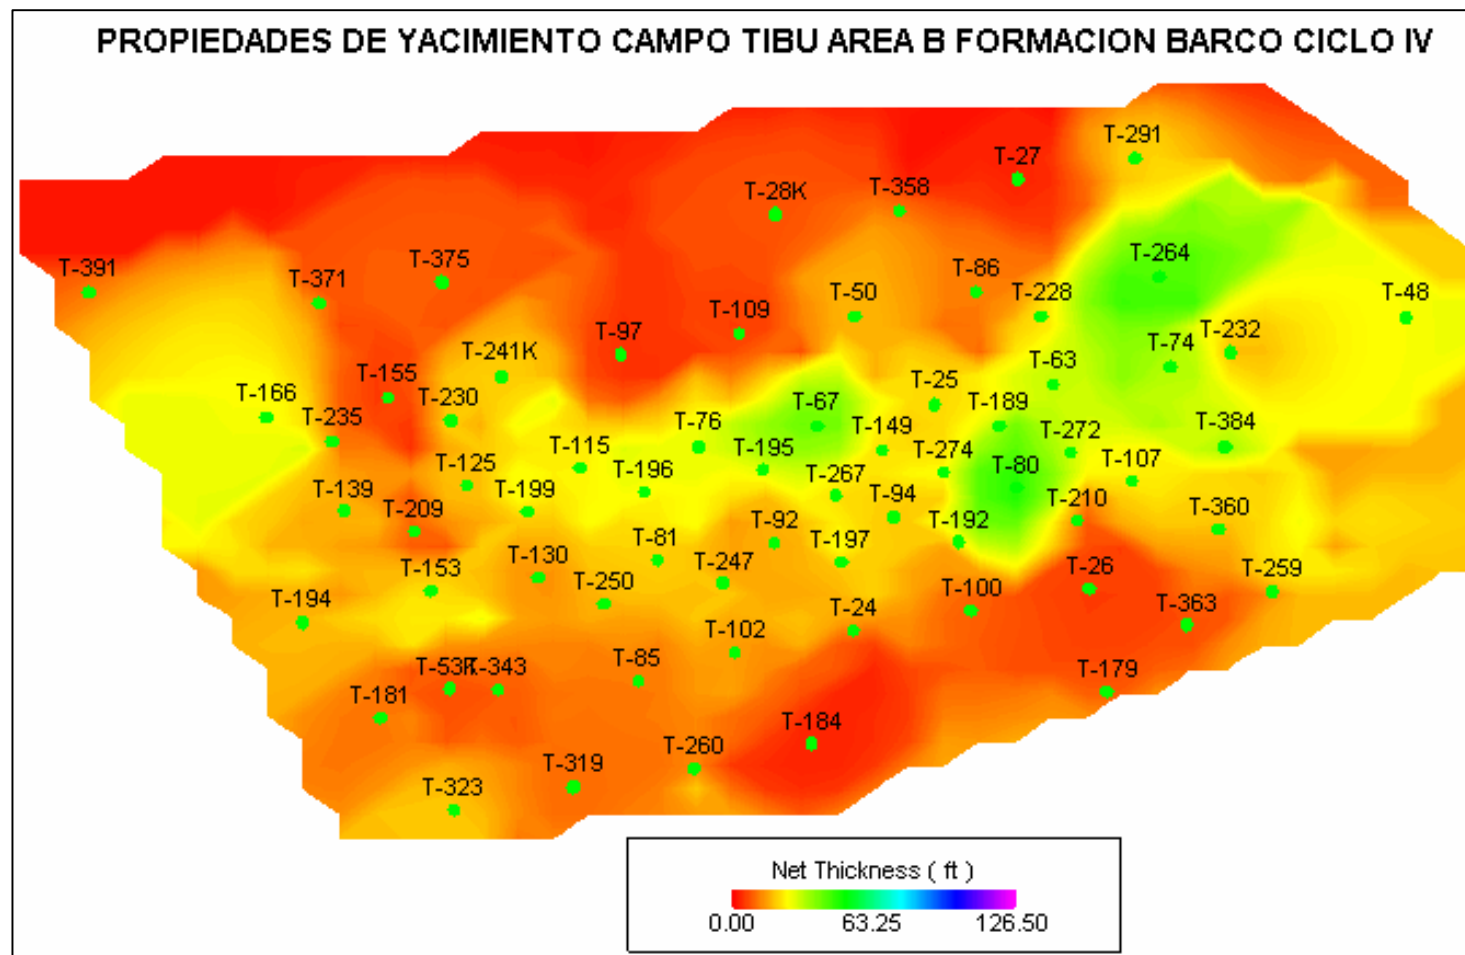 PROPIEDADES DE YACIMIENTO CAMPO TIBU AREA B FORMACION BARCO CICLO IV
T-291
T-27
T-28K
T-358
T-264
T-375
T-391
T-371
T-86
T-50
T-228
T-48
T-109
T-97
T-232
T-74
T-241K
T-63
T-155
T-25
T-166
T-230
T-67
T-189
T-235
T-76
T-149
T-272
T-384
T-115
T-195
T-274
T-107
T-125
T-196
T-267
T-80
T-139
T-199
T-94
T-210
T-360
T-209
T-92
T-192
T-81
T-197
T-130
T-153
T-247
T-26
T-259
T-250
T-100
T-194
T-24
T-363
T-102
T-53K
T-343
T-85
T-179
T-181
T-184
T-260
T-319
T-323
Net Thickness ( ft )
0.00 63.25 126.50